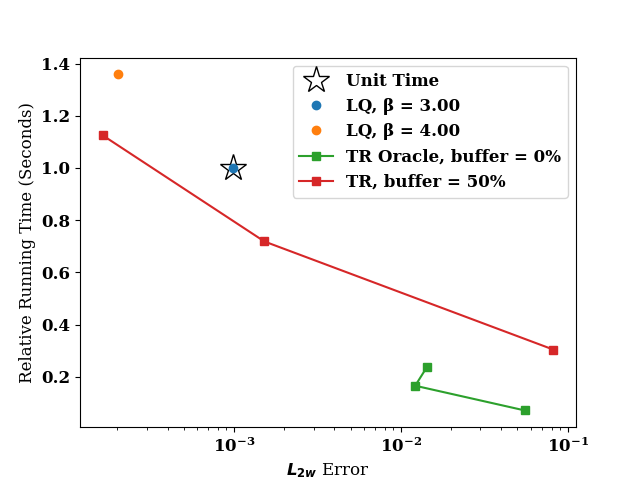 1.4
1.2
1.0
0.8
0.6
0.4
0.2
Relative Running Time (Seconds)
Unit Time
LQ, β = 3.00
LQ, β = 4.00
TR Oracle, buffer = 0%
TR, buffer = 50%
10⁻³ 10⁻² 10⁻¹
L₂w Error